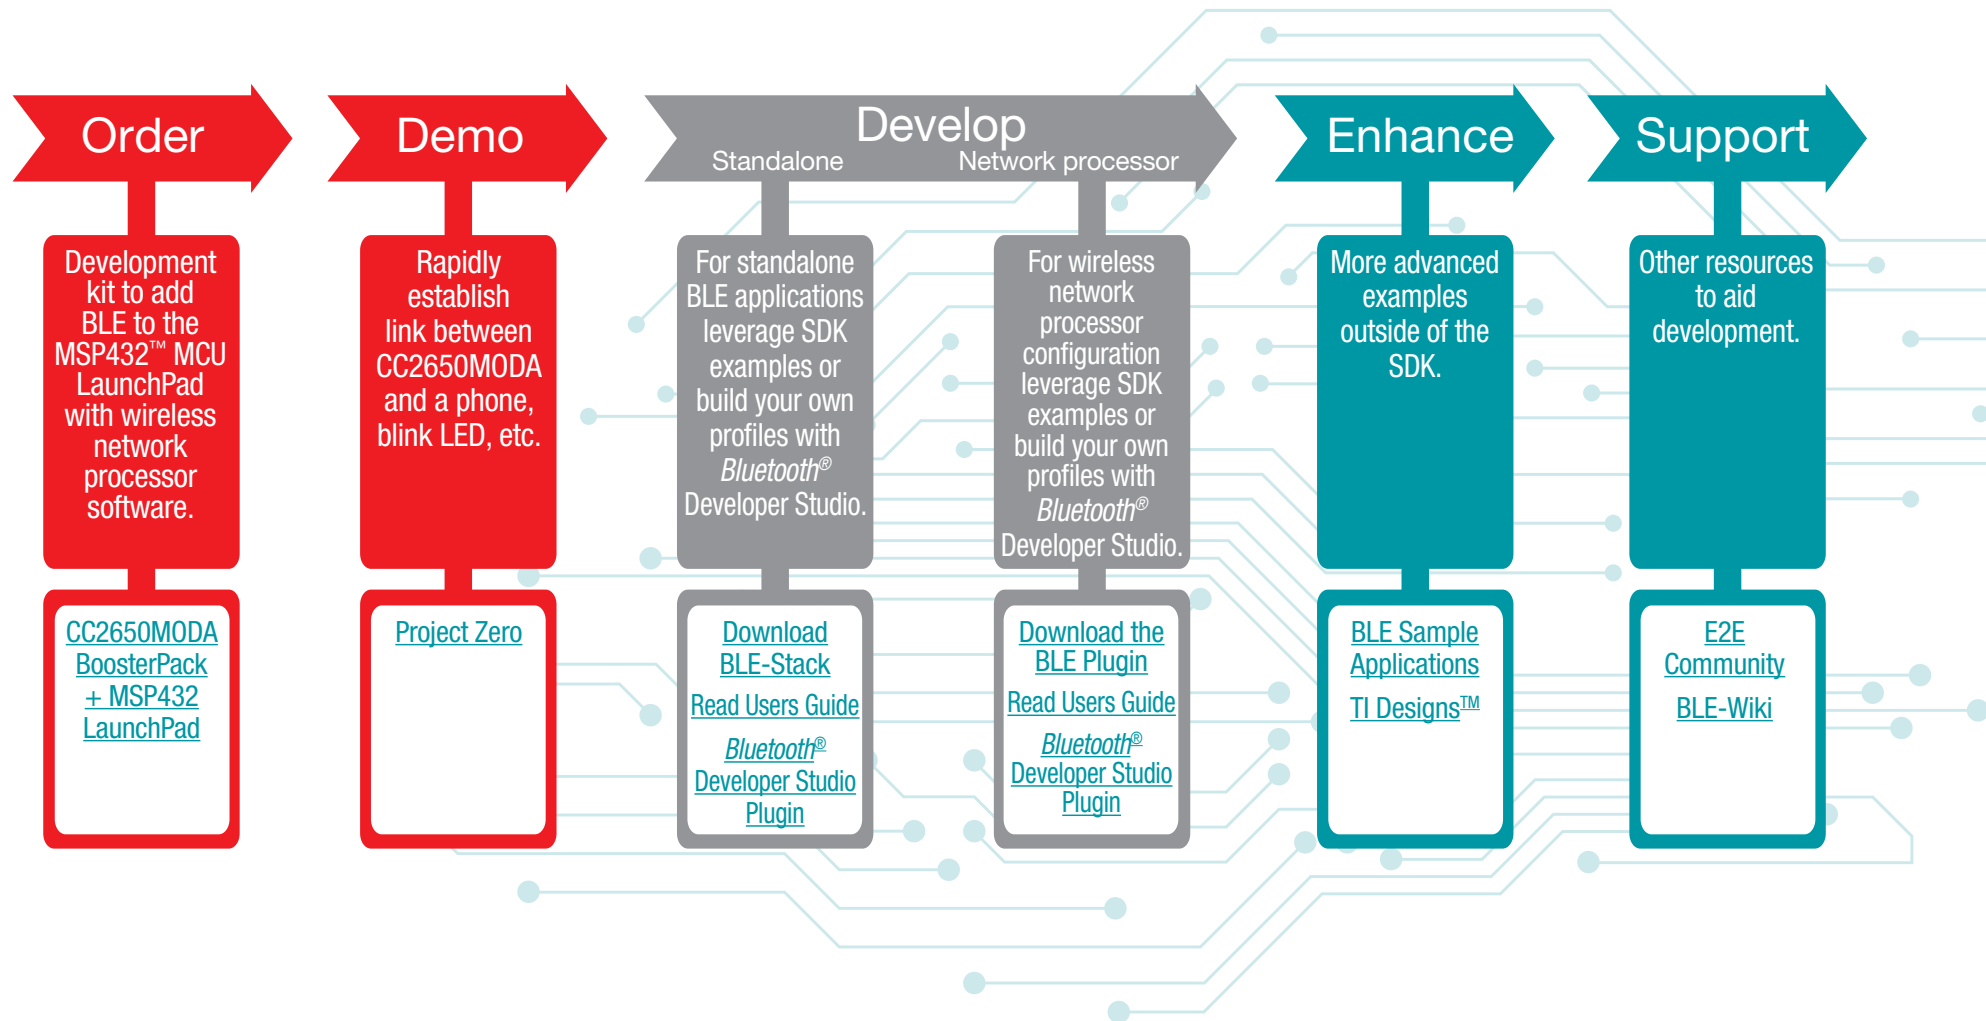 Order
Development
kit to add
BLE to the
MSP432™ MCU
LaunchPad
with wireless
network
processor
software.
CC2650MODA
BoosterPack
+ MSP432
LaunchPad
Demo
Rapidly
establish
link between
CC2650MODA
and a phone,
blink LED, etc.
Project Zero
Develop
Standalone
For standalone
BLE applications
leverage SDK
examples or
build your own
profiles with
Bluetooth®
Developer Studio.
Download
BLE-Stack
Read Users Guide
Bluetooth®
Developer Studio
Plugin
Network processor
For wireless
network
processor
configuration
leverage SDK
examples or
build your own
profiles with
Bluetooth®
Developer Studio.
Download the
BLE Plugin
Read Users Guide
Bluetooth®
Developer Studio
Plugin
Enhance
More advanced
examples
outside of the
SDK.
BLE Sample
Applications
TI Designs™
Support
Other resources
to aid
development.
E2E
Community
BLE-Wiki